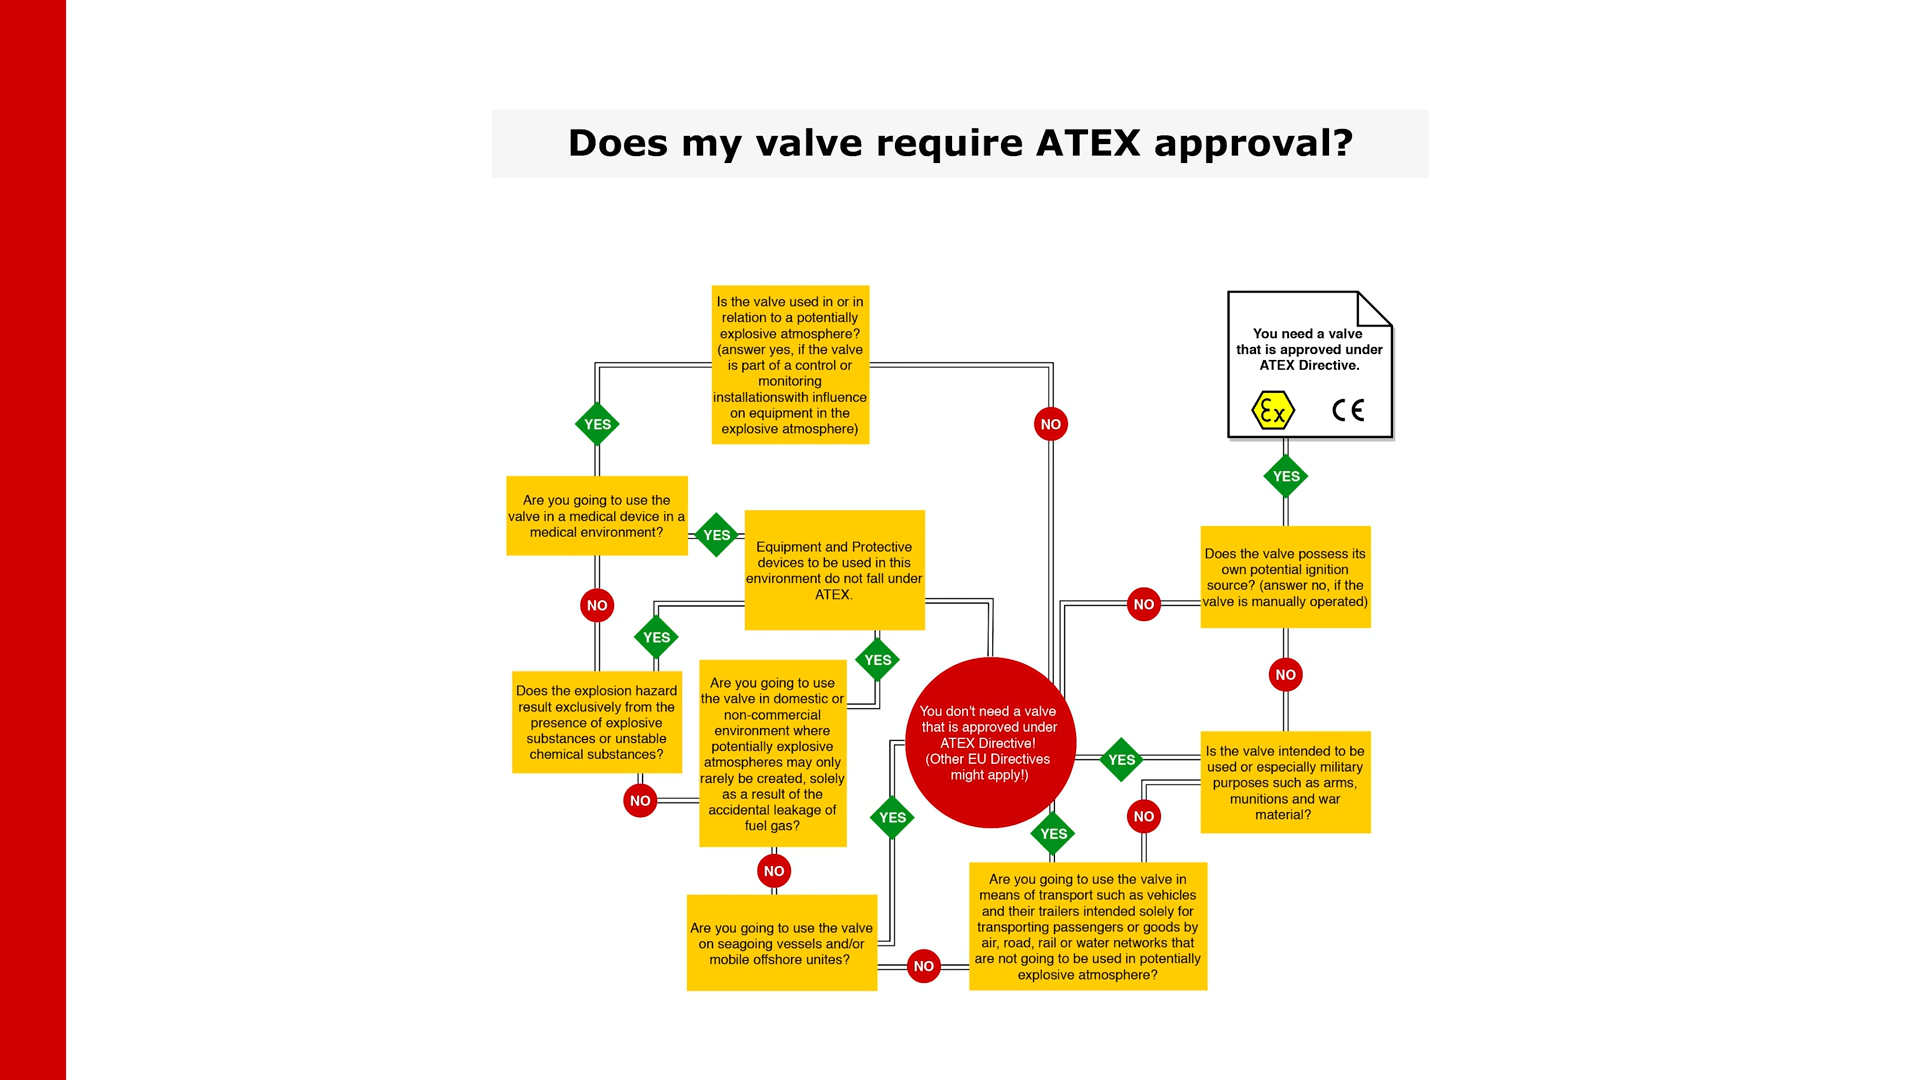 Does my valve require ATEX approval?
Is the valve used in or in
relation to a potentially
explosive atmosphere?
(answer yes, if the valve
is part of a control or
monitoring
installationswith influence
on equipment in the
explosive atmosphere)
You need a valve
that is approved under
ATEX Directive.
Ex
CE
YES
NO
YES
Are you going to use the
valve in a medical device in a
medical environment?
YES
Equipment and Protective
devices to be used in this
environment do not fall under
ATEX.
Does the valve possess its
own potential ignition
source? (answer no, if the
valve is manually operated)
NO
NO
YES
YES
NO
Does the explosion hazard
result exclusively from the
presence of explosive
substances or unstable
chemical substances?
Are you going to use
the valve in domestic or
non-commercial
environment where
potentially explosive
atmospheres may only
rarely be created, solely
as a result of the
accidental leakage of
fuel gas?
You don't need a valve
that is approved under
ATEX Directive!
(Other EU Directives
might apply!)
YES
Is the valve intended to be
used or especially military
purposes such as arms,
munitions and war
material?
NO
YES
YES
NO
NO
Are you going to use the valve
on seagoing vessels and/or
mobile offshore unites?
NO
Are you going to use the valve in
means of transport such as vehicles
and their trailers intended solely for
transporting passengers or goods by
air, road, rail or water networks that
are not going to be used in potentially
explosive atmosphere?